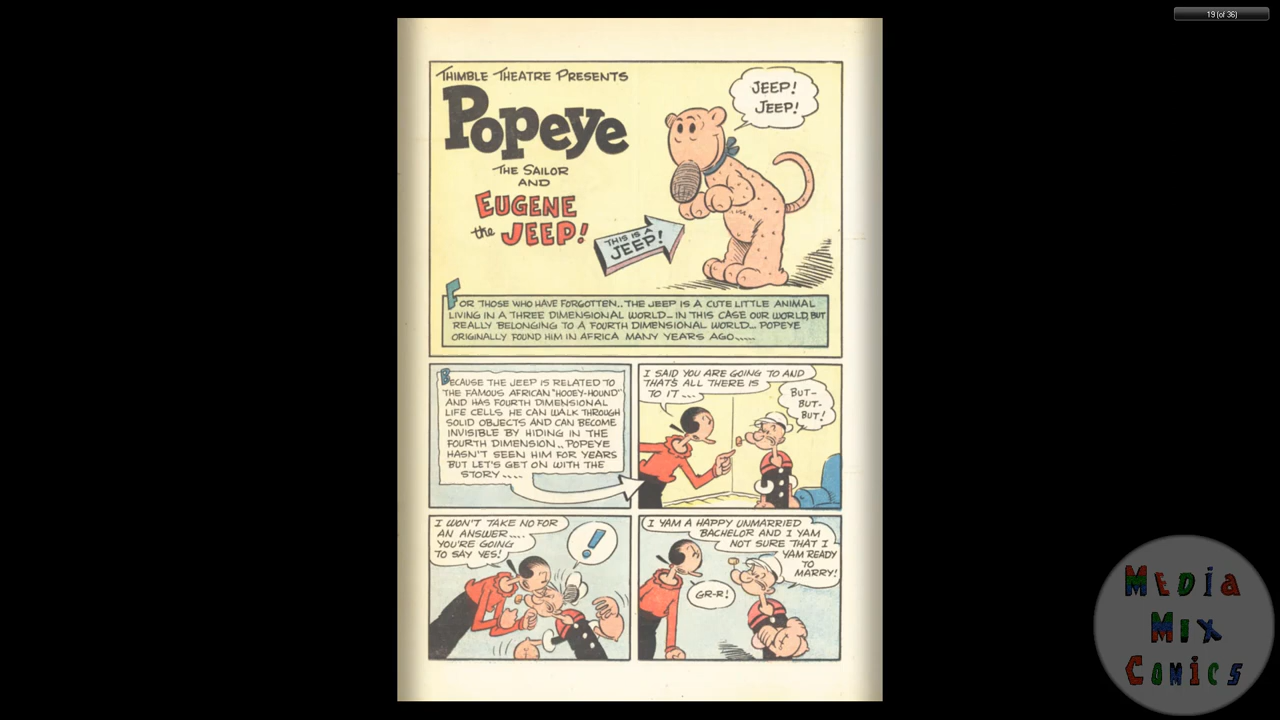 19 (of 36)
THIMBLE THEATRE PRESENTS
Popeye
THE SAILOR
AND
EUGENE
the JEEP!
JEEP!
JEEP!
THIS IS A
JEEP!
FOR THOSE WHO HAVE FORGOTTEN.. THE JEEP IS A CUTE LITTLE ANIMAL
LIVING IN A THREE DIMENSIONAL WORLD - IN THIS CASE OUR WORLD, BUT
REALLY BELONGING TO A FOURTH DIMENSIONAL WORLD... POPEYE
ORIGINALLY FOUND HIM IN AFRICA MANY YEARS AGO.....
BECAUSE THE JEEP IS RELATED TO
THE FAMOUS AFRICAN "HOOEY-HOUND"
AND HAS FOURTH DIMENSIONAL
LIFE CELLS HE CAN WALK THROUGH
SOLID OBJECTS AND CAN BECOME
INVISIBLE BY HIDING IN THE
FOURTH DIMENSION.. POPEYE
HASN'T SEEN HIM FOR YEARS
BUT LET'S GET ON WITH THE
STORY....
I SAID YOU ARE GOING TO AND
THAT'S ALL THERE IS
TO IT ...
BUT-
BUT-
BUT!
I WON'T TAKE NO FOR
AN ANSWER....
YOU'RE GOING
TO SAY YES!
!
I YAM A HAPPY UNMARRIED
BACHELOR AND I YAM
NOT SURE THAT I
YAM READY
TO
MARRY!
GR-R!
MEDIA
MIX
COMICS